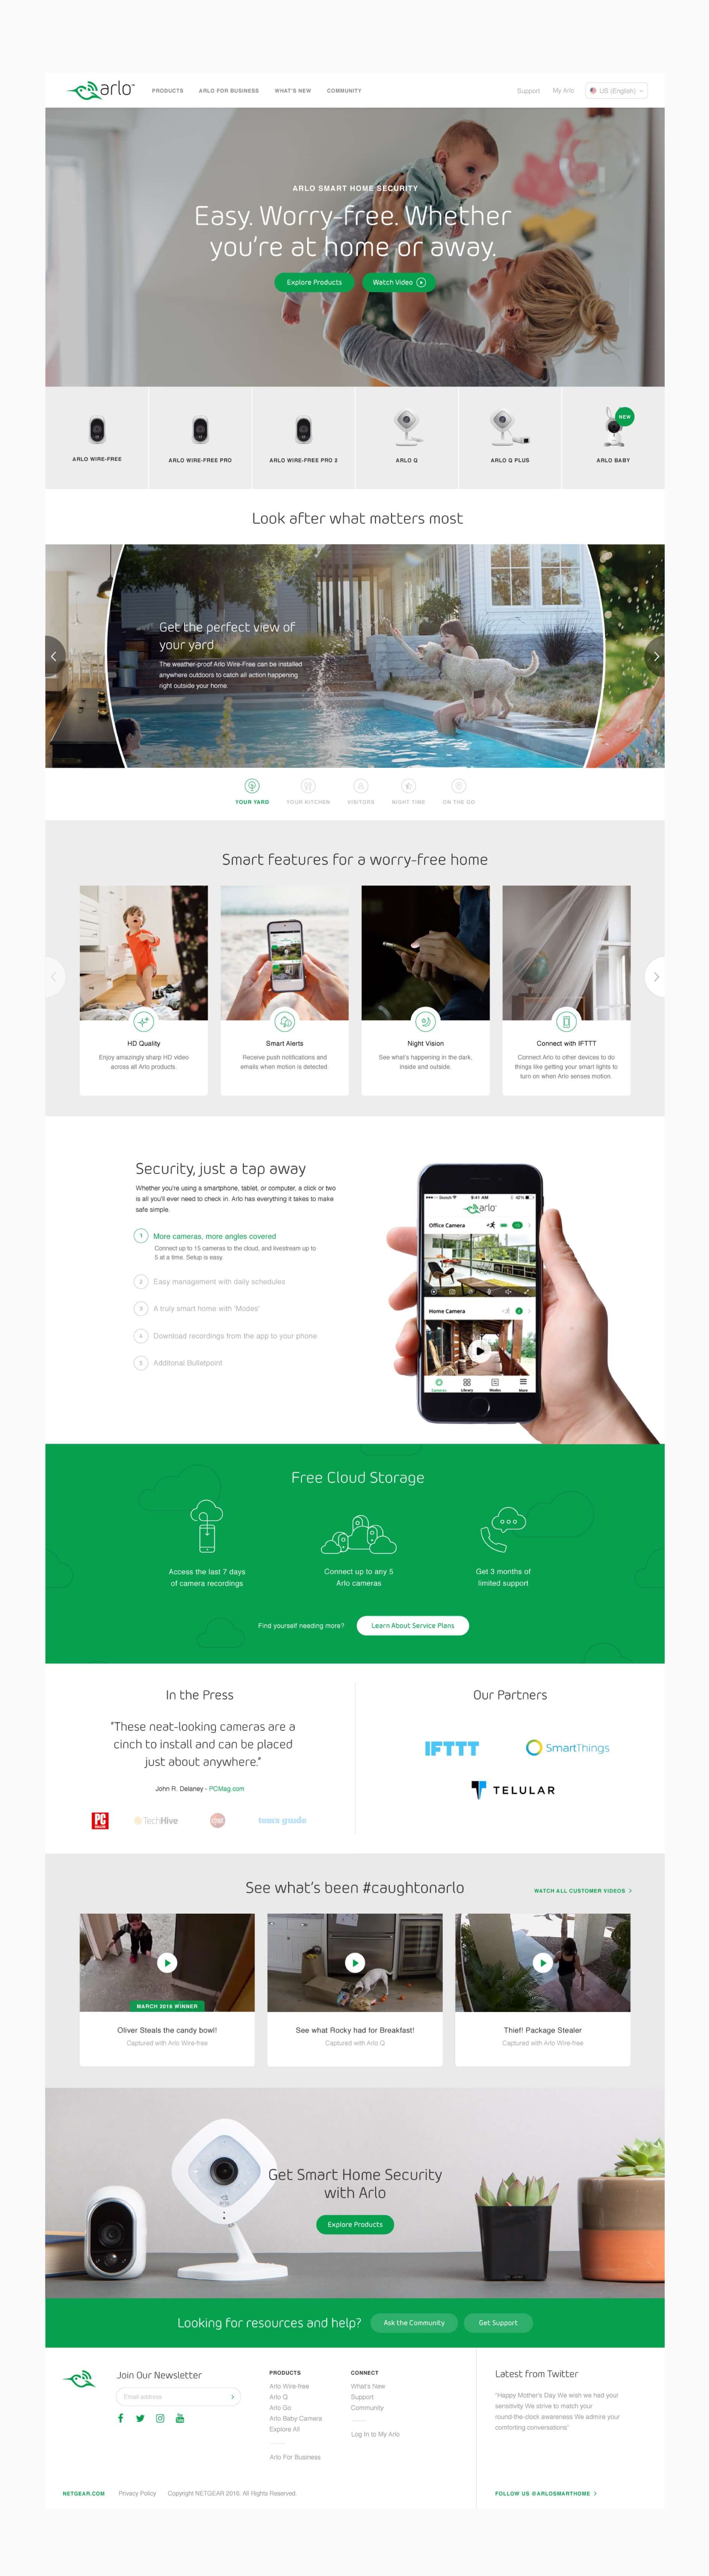 arlo
PRODUCTS ARLO FOR BUSINESS WHAT'S NEW COMMUNITY
Support My Arlo US (English)
ARLO SMART HOME SECURITY
Easy. Worry-free. Whether
you're at home or away.
Explore Products Watch Video
NEW
ARLO WIRE-FREE ARLO WIRE-FREE PRO ARLO WIRE-FREE PRO 2 ARLO Q ARLO Q PLUS ARLO BABY
Look after what matters most
Get the perfect view of
your yard
The weather-proof Arlo Wire-Free can be installed
anywhere outdoors to catch all action happening
right outside your home.
YOUR YARD YOUR KITCHEN VISITORS NIGHT TIME ON THE GO
Smart features for a worry-free home
HD Quality
Enjoy amazingly sharp HD video
across all Arlo products.
Smart Alerts
Receive push notifications and
emails when motion is detected.
Night Vision
See what's happening in the dark,
inside and outside.
Connect with IFTTT
Connect Arlo to other devices to do
things like getting your smart lights to
turn on when Arlo senses motion.
Security, just a tap away
Whether you're using a smartphone, tablet, or computer, a click or two
is all you'll ever need to check in. Arlo has everything it takes to make
safe simple.
1 More cameras, more angles covered
Connect up to 15 cameras to the cloud, and livestream up to
5 at a time. Setup is easy.
2 Easy management with daily schedules
3 A truly smart home with 'Modes'
4 Download recordings from the app to your phone
5 Additonal Bulletpoint
Sketch 9:41 AM 42%
arlo
Office Camera
Home Camera
Cameras Library Modes More
Free Cloud Storage
Access the last 7 days
of camera recordings
Connect up to any 5
Arlo cameras
Get 3 months of
limited support
Find yourself needing more? Learn About Service Plans
In the Press
"These neat-looking cameras are a
cinch to install and can be placed
just about anywhere."
John R. Delaney - PCMag.com
PC
TechHive
tom's guide
Our Partners
IFTTT
SmartThings
TELULAR
See what's been #caughtonarlo
WATCH ALL CUSTOMER VIDEOS
MARCH 2016 WINNER
Oliver Steals the candy bowl!
Captured with Arlo Wire-free
See what Rocky had for Breakfast!
Captured with Arlo Q
Thief! Package Stealer
Captured with Arlo Wire-free
Get Smart Home Security
with Arlo
Explore Products
Looking for resources and help? Ask the Community Get Support
Join Our Newsletter
Email address
PRODUCTS
Arlo Wire-free
Arlo Q
Arlo Go
Arlo Baby Camera
Explore All
Arlo For Business
CONNECT
What's New
Support
Community
Log In to My Arlo
Latest from Twitter
"Happy Mother's Day We wish we had your
sensitivity We strive to match your
round-the-clock awareness We admire your
comforting conversations"
NETGEAR.COM Privacy Policy Copyright NETGEAR 2016. All Rights Reserved.
FOLLOW US @ARLOSMARTHOME